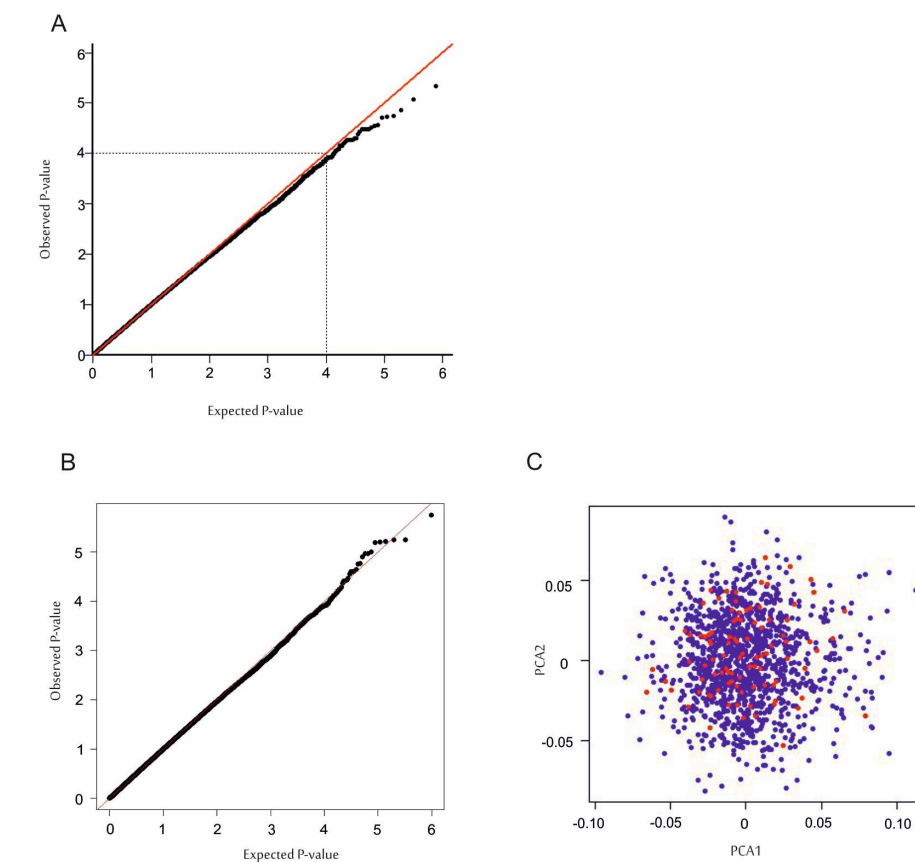 A
6
5
4
3
2
1
0
Observed P-value
0 1 2 3 4 5 6
Expected P-value
B
5
4
3
2
1
0
Observed P-value
0 1 2 3 4 5 6
Expected P-value
C
0.05
0
-0.05
PCA2
-0.10 -0.05 0 0.05 0.10
PCA1